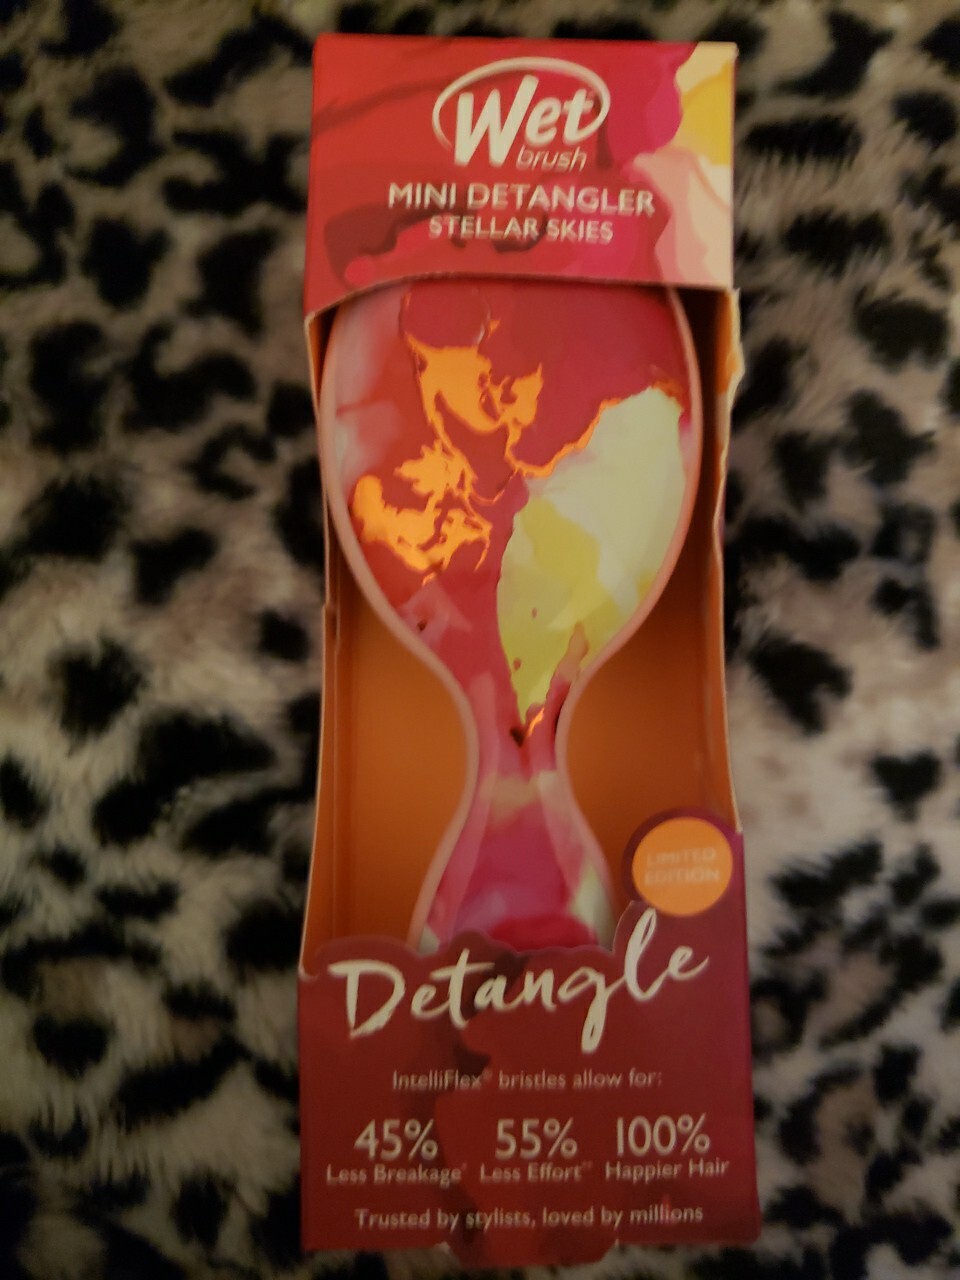 Wet
brush
MINI DETANGLER
STELLAR SKIES
LIMITED
EDITION
Detangle
IntelliFlex® bristles allow for:
45% 55% 100%
Less Breakage* Less Effort** Happier Hair
Trusted by stylists, loved by millions